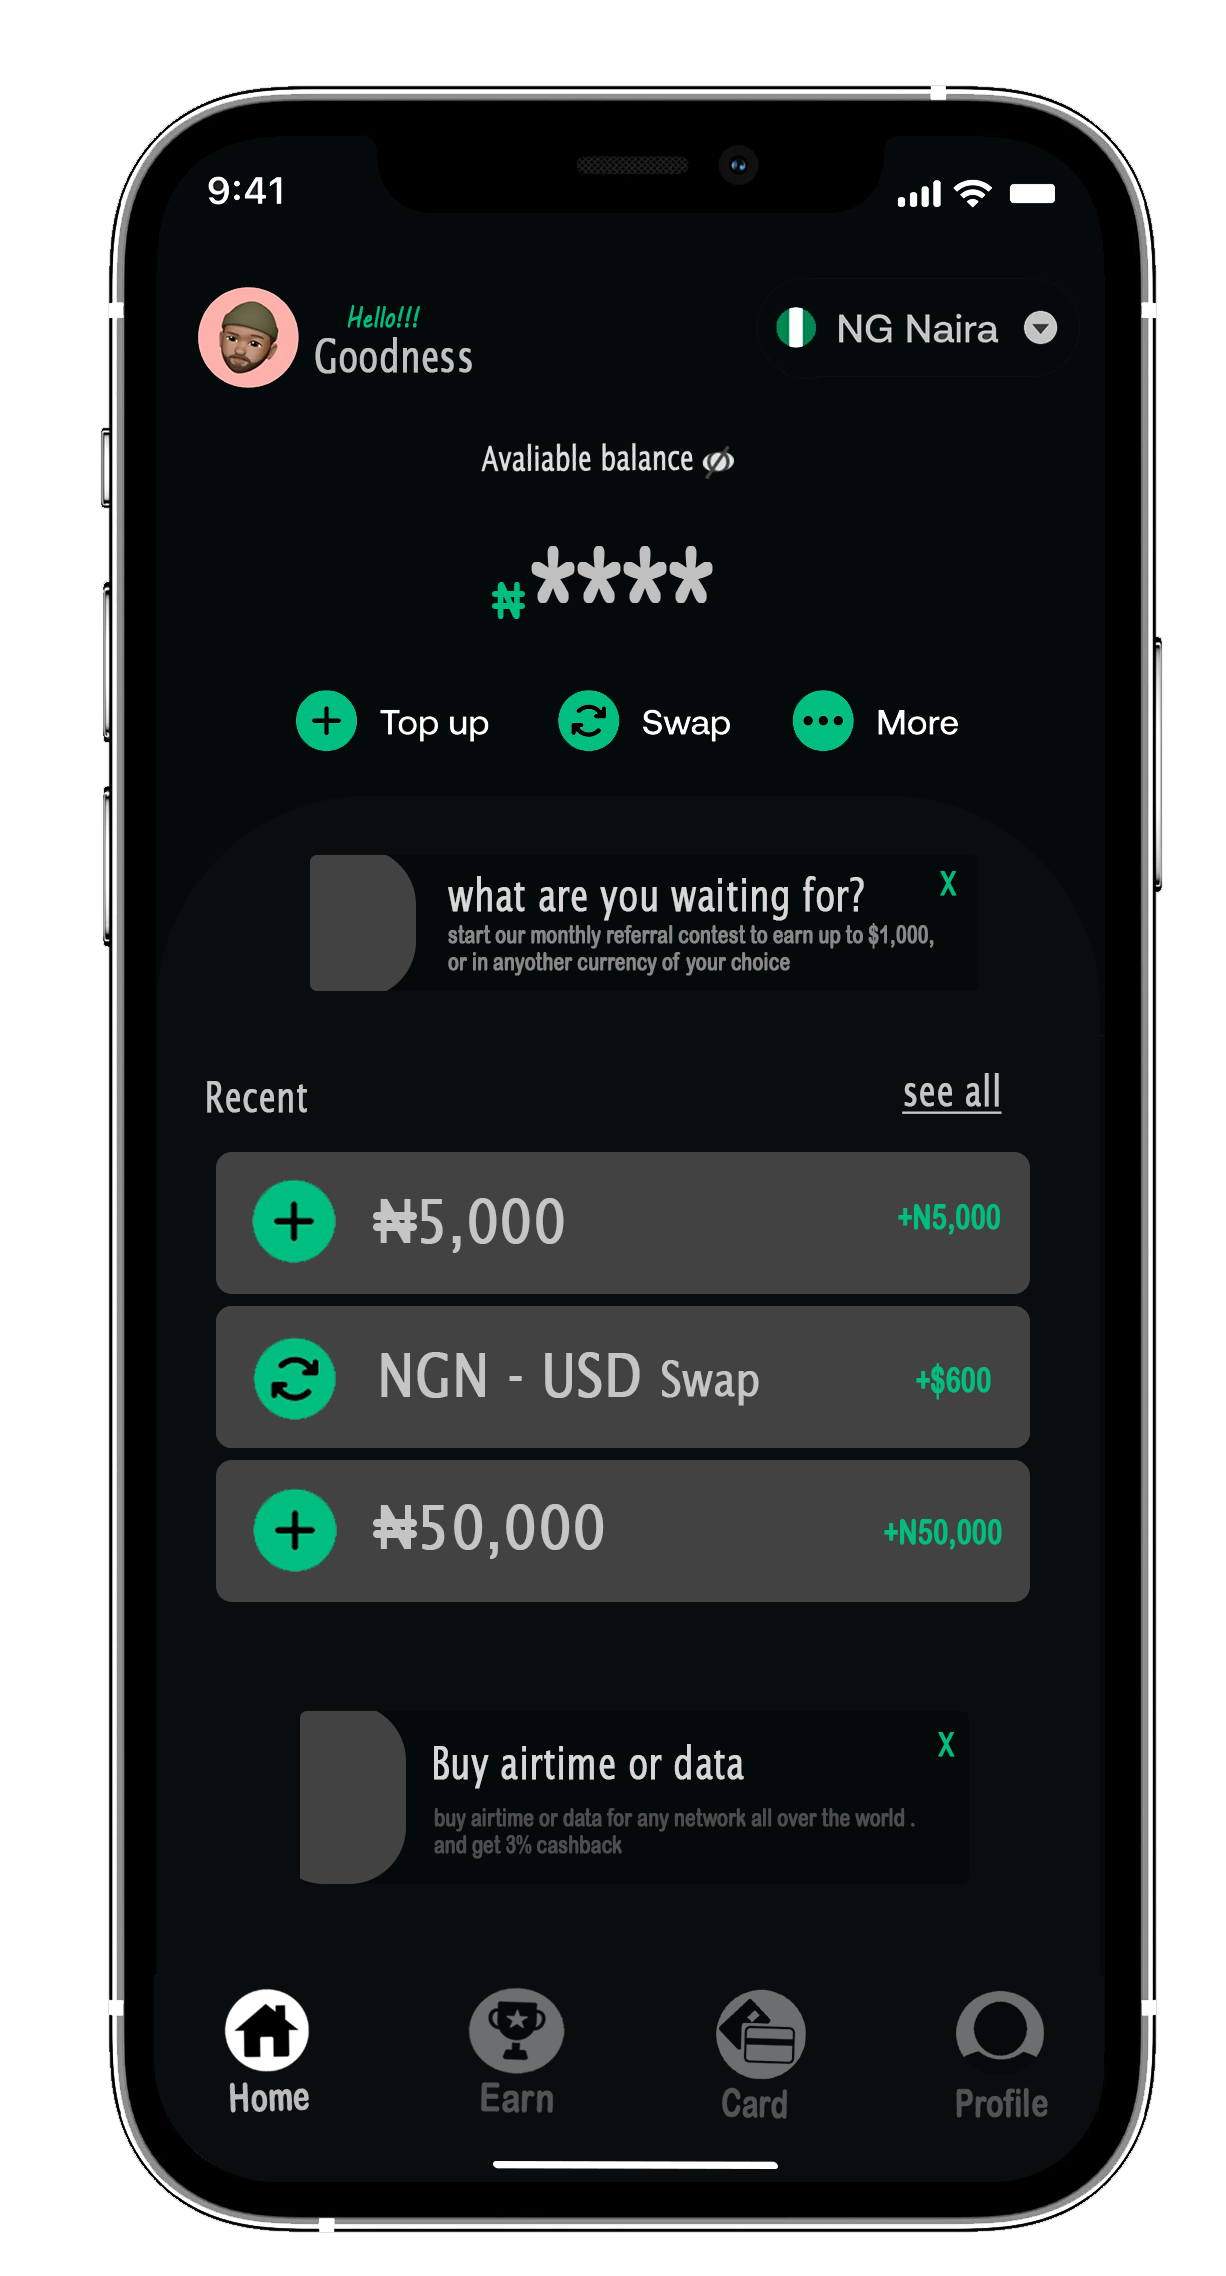 9:41
Hello!!!
Goodness
NG Naira
Avaliable balance
₦****
Top up
Swap
More
what are you waiting for?
X
start our monthly referral contest to earn up to $1,000,
or in anyother currency of your choice
Recent
see all
₦5,000
+N5,000
NGN - USD Swap
+$600
₦50,000
+N50,000
Buy airtime or data
X
buy airtime or data for any network all over the world .
and get 3% cashback
Home
Earn
Card
Profile